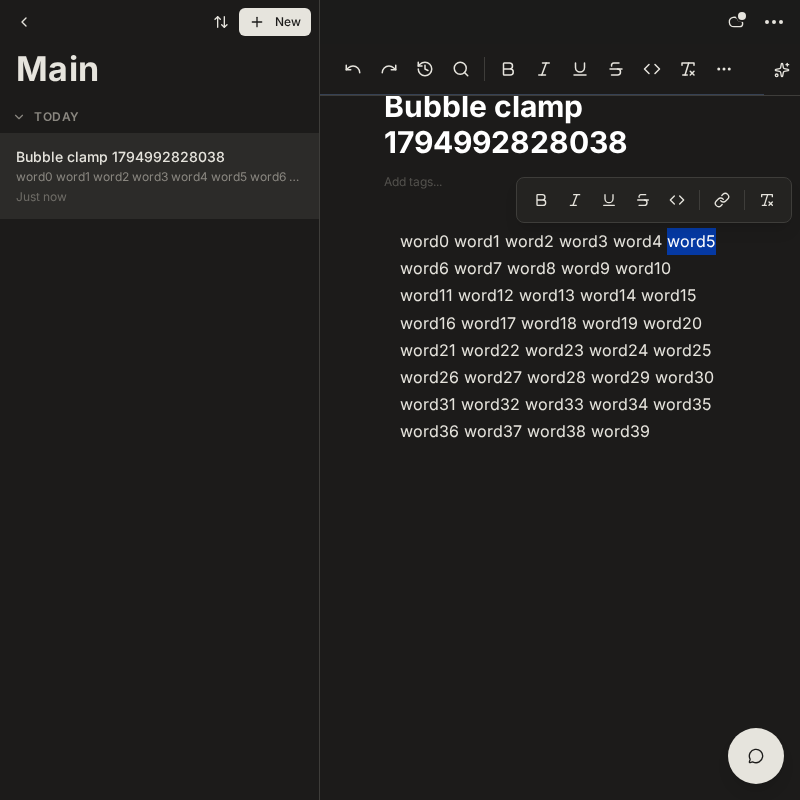 New
Main
TODAY
Bubble clamp 1794992828038
word0 word1 word2 word3 word4 word5 word6 ...
Just now
Bubble clamp
1794992828038
Add tags...
word0 word1 word2 word3 word4 word5
word6 word7 word8 word9 word10
word11 word12 word13 word14 word15
word16 word17 word18 word19 word20
word21 word22 word23 word24 word25
word26 word27 word28 word29 word30
word31 word32 word33 word34 word35
word36 word37 word38 word39